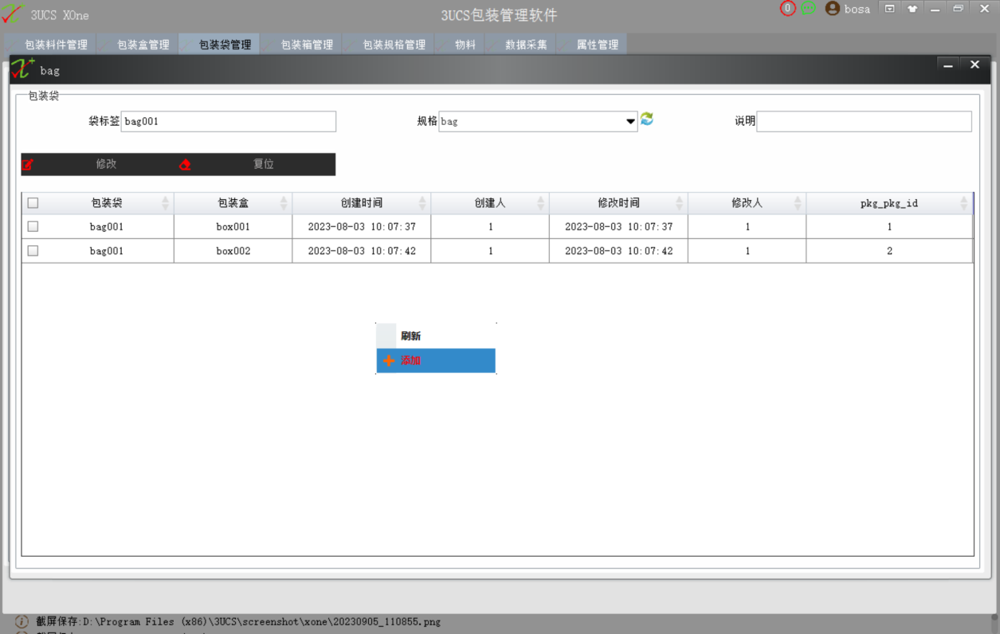 3UCS XOne
3UCS包装管理软件
0
bosa
包装料件管理 包装盒管理 包装袋管理 包装箱管理 包装规格管理 物料 数据采集 属性管理
bag
包装袋
袋标签 bag001 规格 bag 说明
修改 复位
包装袋 包装盒 创建时间 创建人 修改时间 修改人 pkg_pkg_id
bag001 box001 2023-08-03 10:07:37 1 2023-08-03 10:07:37 1 1
bag001 box002 2023-08-03 10:07:42 1 2023-08-03 10:07:42 1 2
刷新
添加
截屏保存:D:\Program Files (x86)\3UCS\screenshot\xone\20230905_110855.png